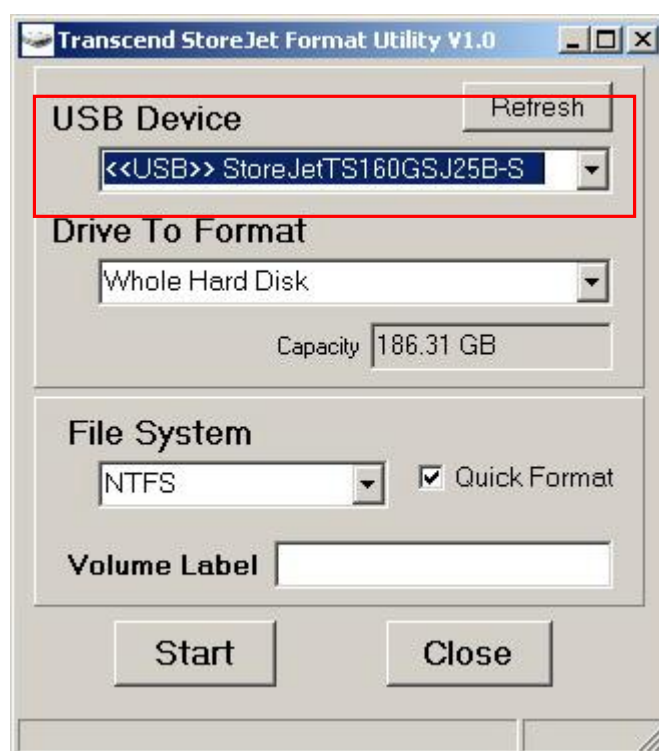 Transcend StoreJet Format Utility V1.0
Refresh
USB Device
<<USB>> StoreJetTS160GSJ25B-S
Drive To Format
Whole Hard Disk
Capacity 186.31 GB
File System
NTFS
Quick Format
Volume Label
Start Close